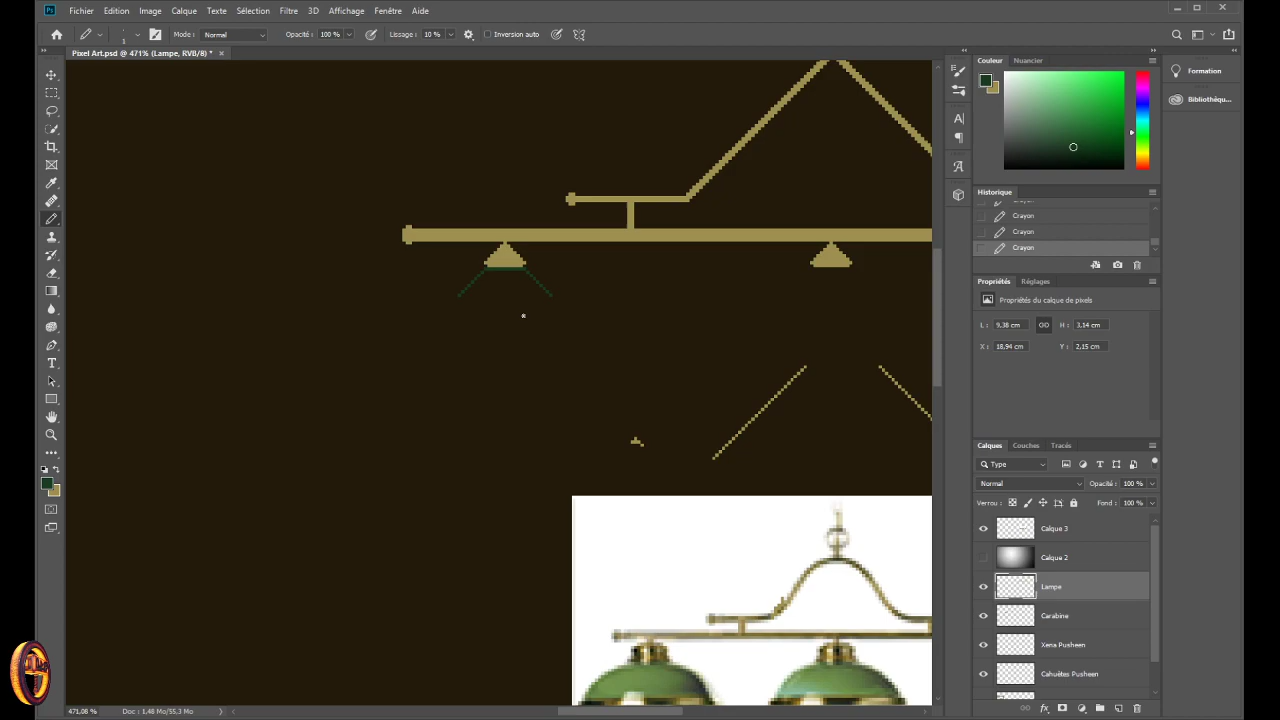 Fichier Edition Image Calque Texte Sélection Filtre 3D Affichage Fenêtre Aide
1 Mode : Normal Opacité : 100 % Lissage : 10 % Inversion auto
Pixel Art.psd @ 471% (Lampe, RVB/8) *
Couleur Nuancier
Formation
Bibliothèqu...
Historique
Crayon
Crayon
Crayon
Propriétés Réglages
Propriétés du calque de pixels
L : 9,38 cm H : 3,14 cm
X : 18,94 cm Y : 2,15 cm
Calques Couches Tracés
Type
Normal Opacité : 100 %
Verrou : Fond : 100 %
Calque 3
Calque 2
Lampe
Carabine
Xena Pusheen
Cahuètes Pusheen
471,08 % Doc : 1,48 Mo/55,3 Mo